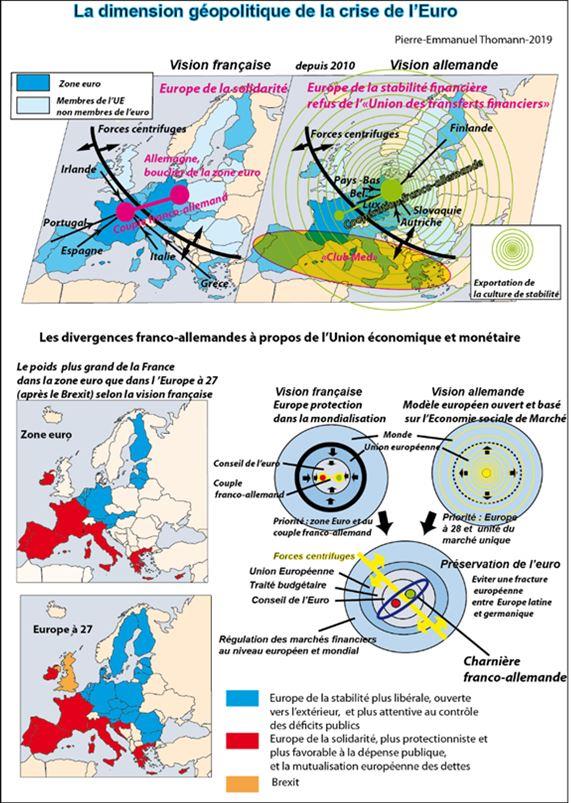 La dimension géopolitique de la crise de l'Euro
Pierre-Emmanuel Thomann-2019
Vision française
depuis 2010
Vision allemande
Zone euro
Membres de l'UE
non membres de l'euro
Europe de la solidarité
Forces centrifuges
Irlande
Allemagne,
bouclier de la zone euro
Couple franco-allemand
Portugal
Espagne
Italie
Grèce
Europe de la stabilité financière
refus de l'«Union des transferts financiers»
Forces centrifuges
Finlande
Pays-Bas
Bel
Lux
Coopération franco-allemande
Slovaquie
Autriche
«Club Med»
Exportation de
la culture de stabilité
Les divergences franco-allemandes à propos de l'Union économique et monétaire
Le poids plus grand de la France
dans la zone euro que dans l'Europe à 27
(après le Brexit) selon la vision française
Zone euro
Europe à 27
Vision française
Europe protection
dans la mondialisation
Vision allemande
Modèle européen ouvert et basé
sur l'Economie sociale de Marché
Monde
Union européenne
Conseil de l'euro
Couple
franco-allemand
Priorité : zone Euro et du
couple franco-allemand
Priorité : Europe
à 28 et unité du
marché unique
Forces centrifuges
Union Européenne
Traité budgétaire
Conseil de l'Euro
Régulation des marchés financiers
au niveau européen et mondial
Préservation de l'euro
Eviter une fracture
européenne
entre Europe latine
et germanique
Charnière
franco-allemande
Europe de la stabilité plus libérale, ouverte
vers l'extérieur, et plus attentive au contrôle
des déficits publics
Europe de la solidarité, plus protectionniste et
plus favorable à la dépense publique,
et la mutualisation européenne des dettes
Brexit